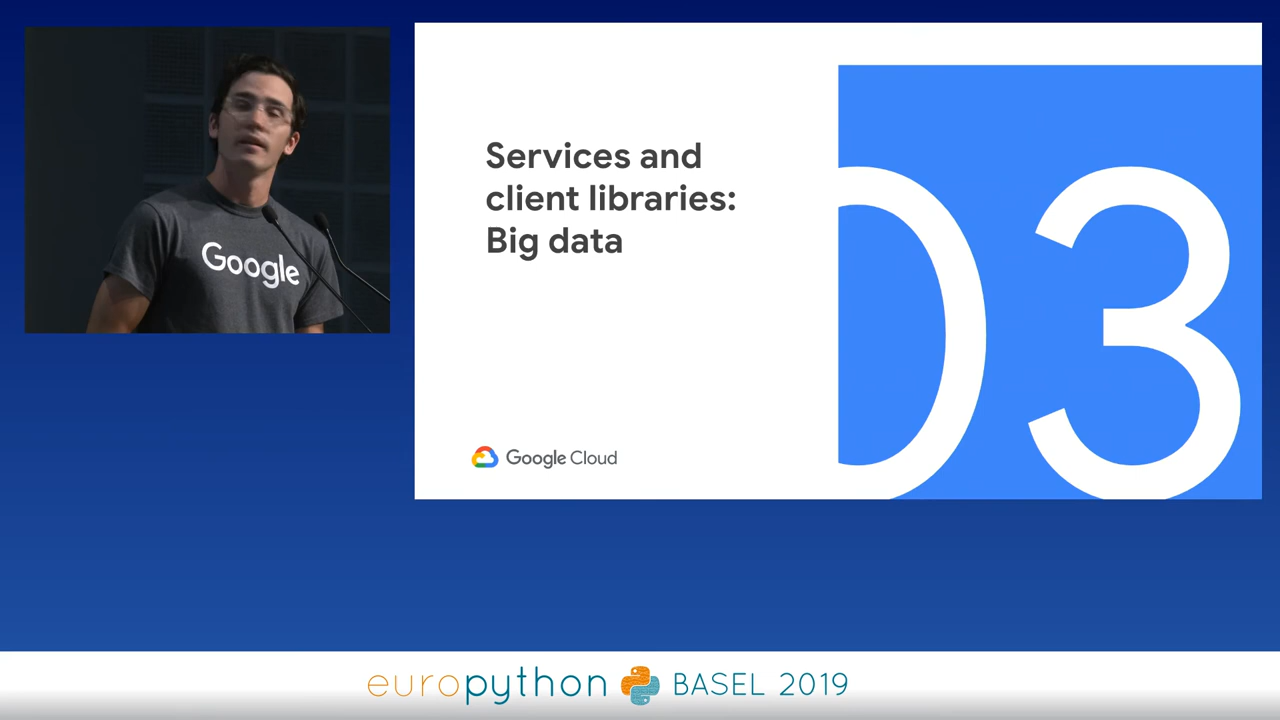 Google
Services and
client libraries:
Big data
03
Google Cloud
europython BASEL 2019